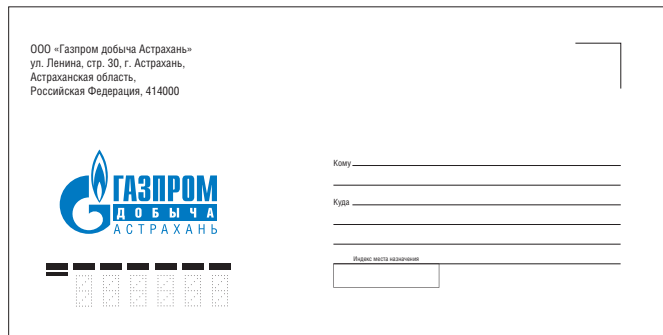 ООО «Газпром добыча Астрахань»
ул. Ленина, стр. 30, г. Астрахань,
Астраханская область,
Российская Федерация, 414000
ГАЗПРОМ
ДОБЫЧА
АСТРАХАНЬ
Кому
Куда
Индекс места назначения